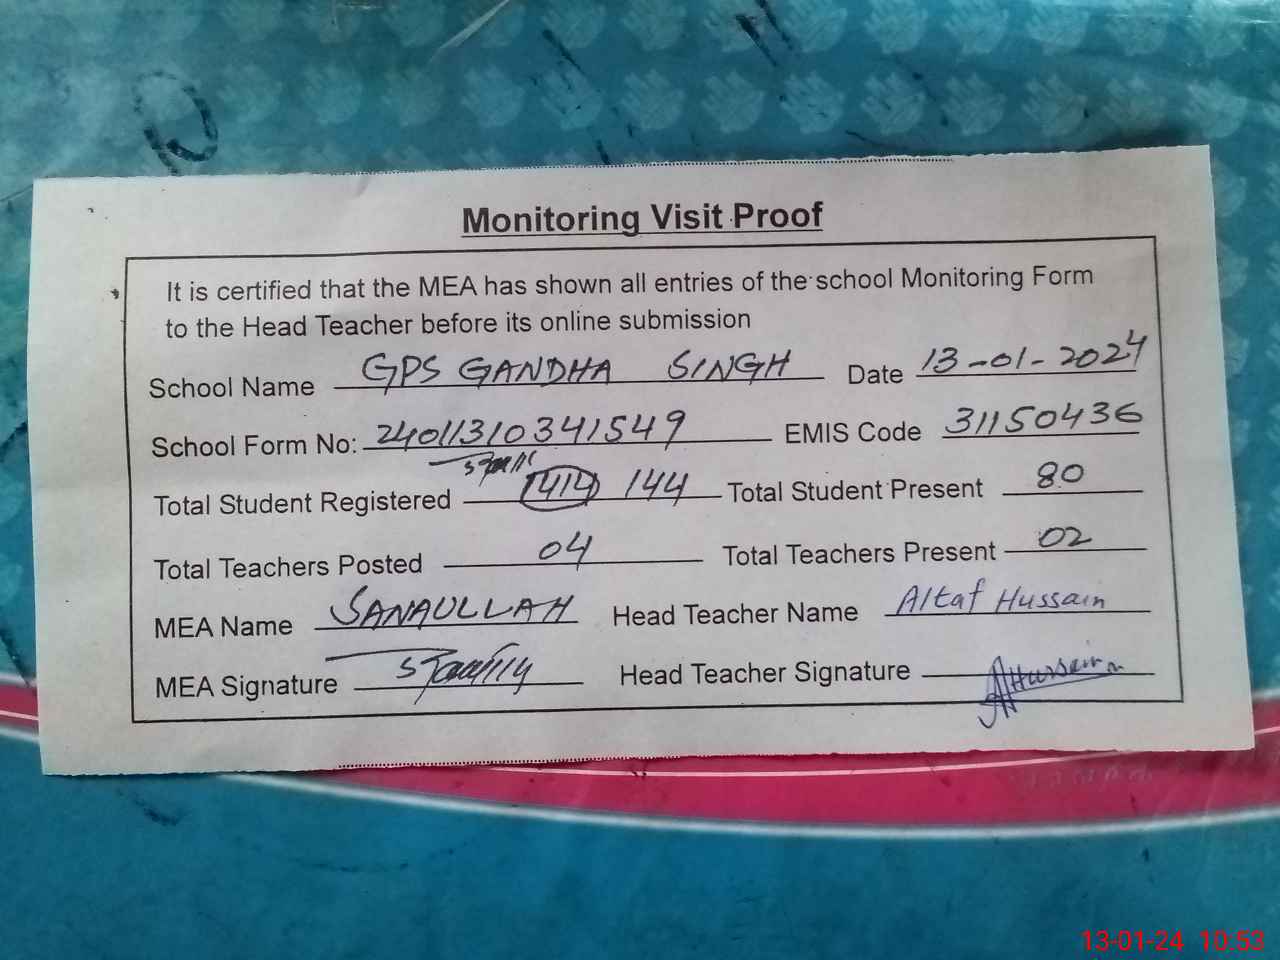 Monitoring Visit Proof
It is certified that the MEA has shown all entries of the school Monitoring Form
to the Head Teacher before its online submission
School Name GPS GANDHA SINGH Date 13-01-2024
School Form No: 24011310341549 EMIS Code 31150436
Total Student Registered 1414 144 Total Student Present 80
Total Teachers Posted 04 Total Teachers Present 02
MEA Name SANAULLAH Head Teacher Name Altaf Hussain
MEA Signature Head Teacher Signature AHussain
13-01-24 10:53